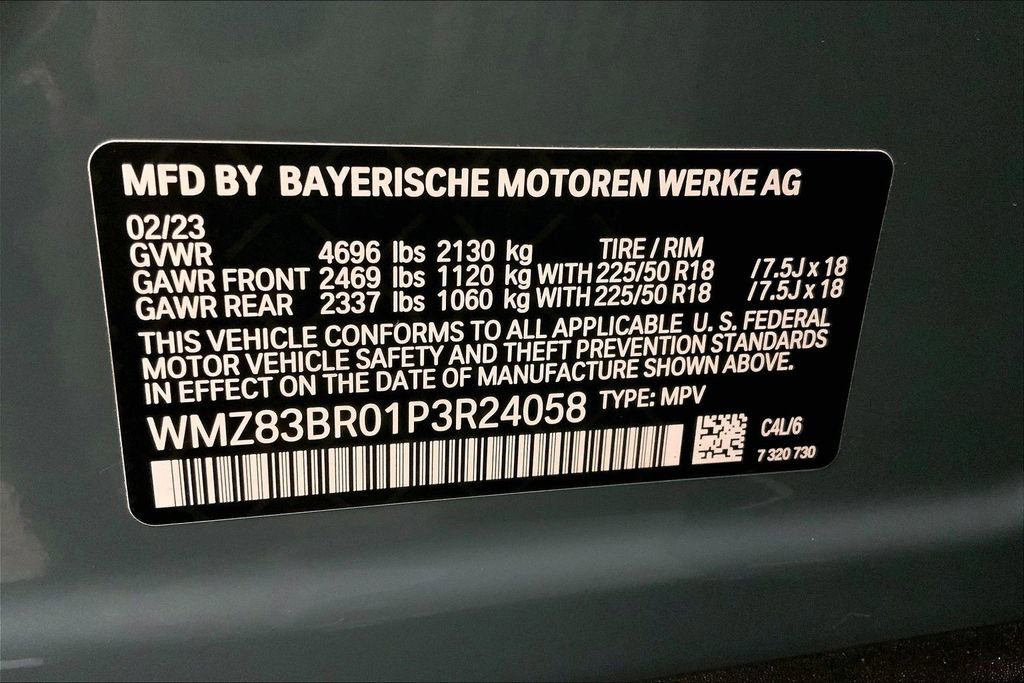 MFD BY BAYERISCHE MOTOREN WERKE AG
02/23
GVWR 4696 lbs 2130 kg TIRE / RIM
GAWR FRONT 2469 lbs 1120 kg WITH 225/50 R18 / 7.5J x 18
GAWR REAR 2337 lbs 1060 kg WITH 225/50 R18 / 7.5J x 18
THIS VEHICLE CONFORMS TO ALL APPLICABLE U. S. FEDERAL
MOTOR VEHICLE SAFETY AND THEFT PREVENTION STANDARDS
IN EFFECT ON THE DATE OF MANUFACTURE SHOWN ABOVE.
WMZ83BR01P3R24058 TYPE: MPV
C4L/6
7 320 730